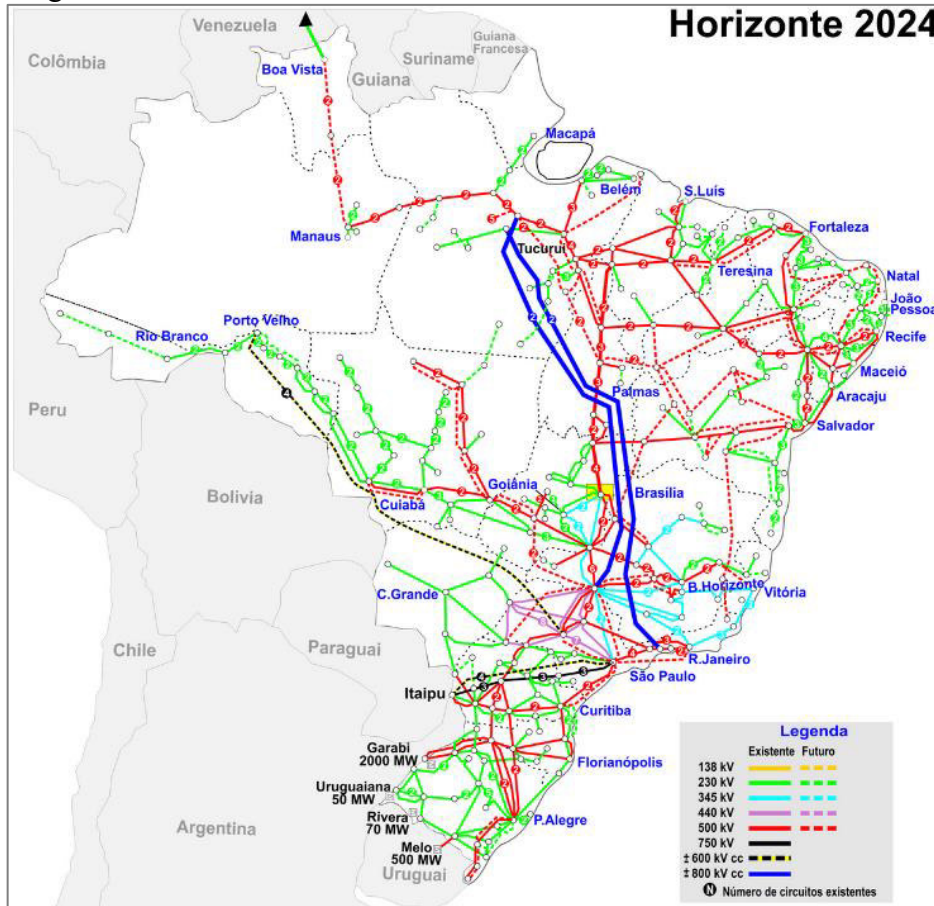 Horizonte 2024
Venezuela
Guiana
Francesa
Suriname
Colômbia
Boa Vista
Guiana
Macapá
Belém
S.Luís
Manaus
Fortaleza
Tucuruí
Teresina
Natal
João
Pessoa
Porto Velho
Rio Branco
Recife
Maceió
Palmas
Aracaju
Peru
Salvador
Goiânia
Brasília
Bolivia
Cuiabá
C.Grande
B.Horizonte
Vitória
Chile
Paraguai
R.Janeiro
São Paulo
Itaipu
Curitiba
Garabi
2000 MW
Florianópolis
Uruguaiana
50 MW
Rivera
70 MW
P.Alegre
Argentina
Melo
500 MW
Uruguai
Legenda
Existente Futuro
138 kV
230 kV
345 kV
440 kV
500 kV
750 kV
± 600 kV cc
± 800 kV cc
N Número de circuitos existentes